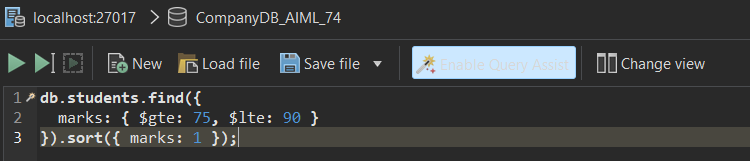 localhost:27017 > CompanyDB_AIML_74
New Load file Save file Enable Query Assist Change view
1 db.students.find({
2   marks: { $gte: 75, $lte: 90 }
3 }).sort({ marks: 1 });